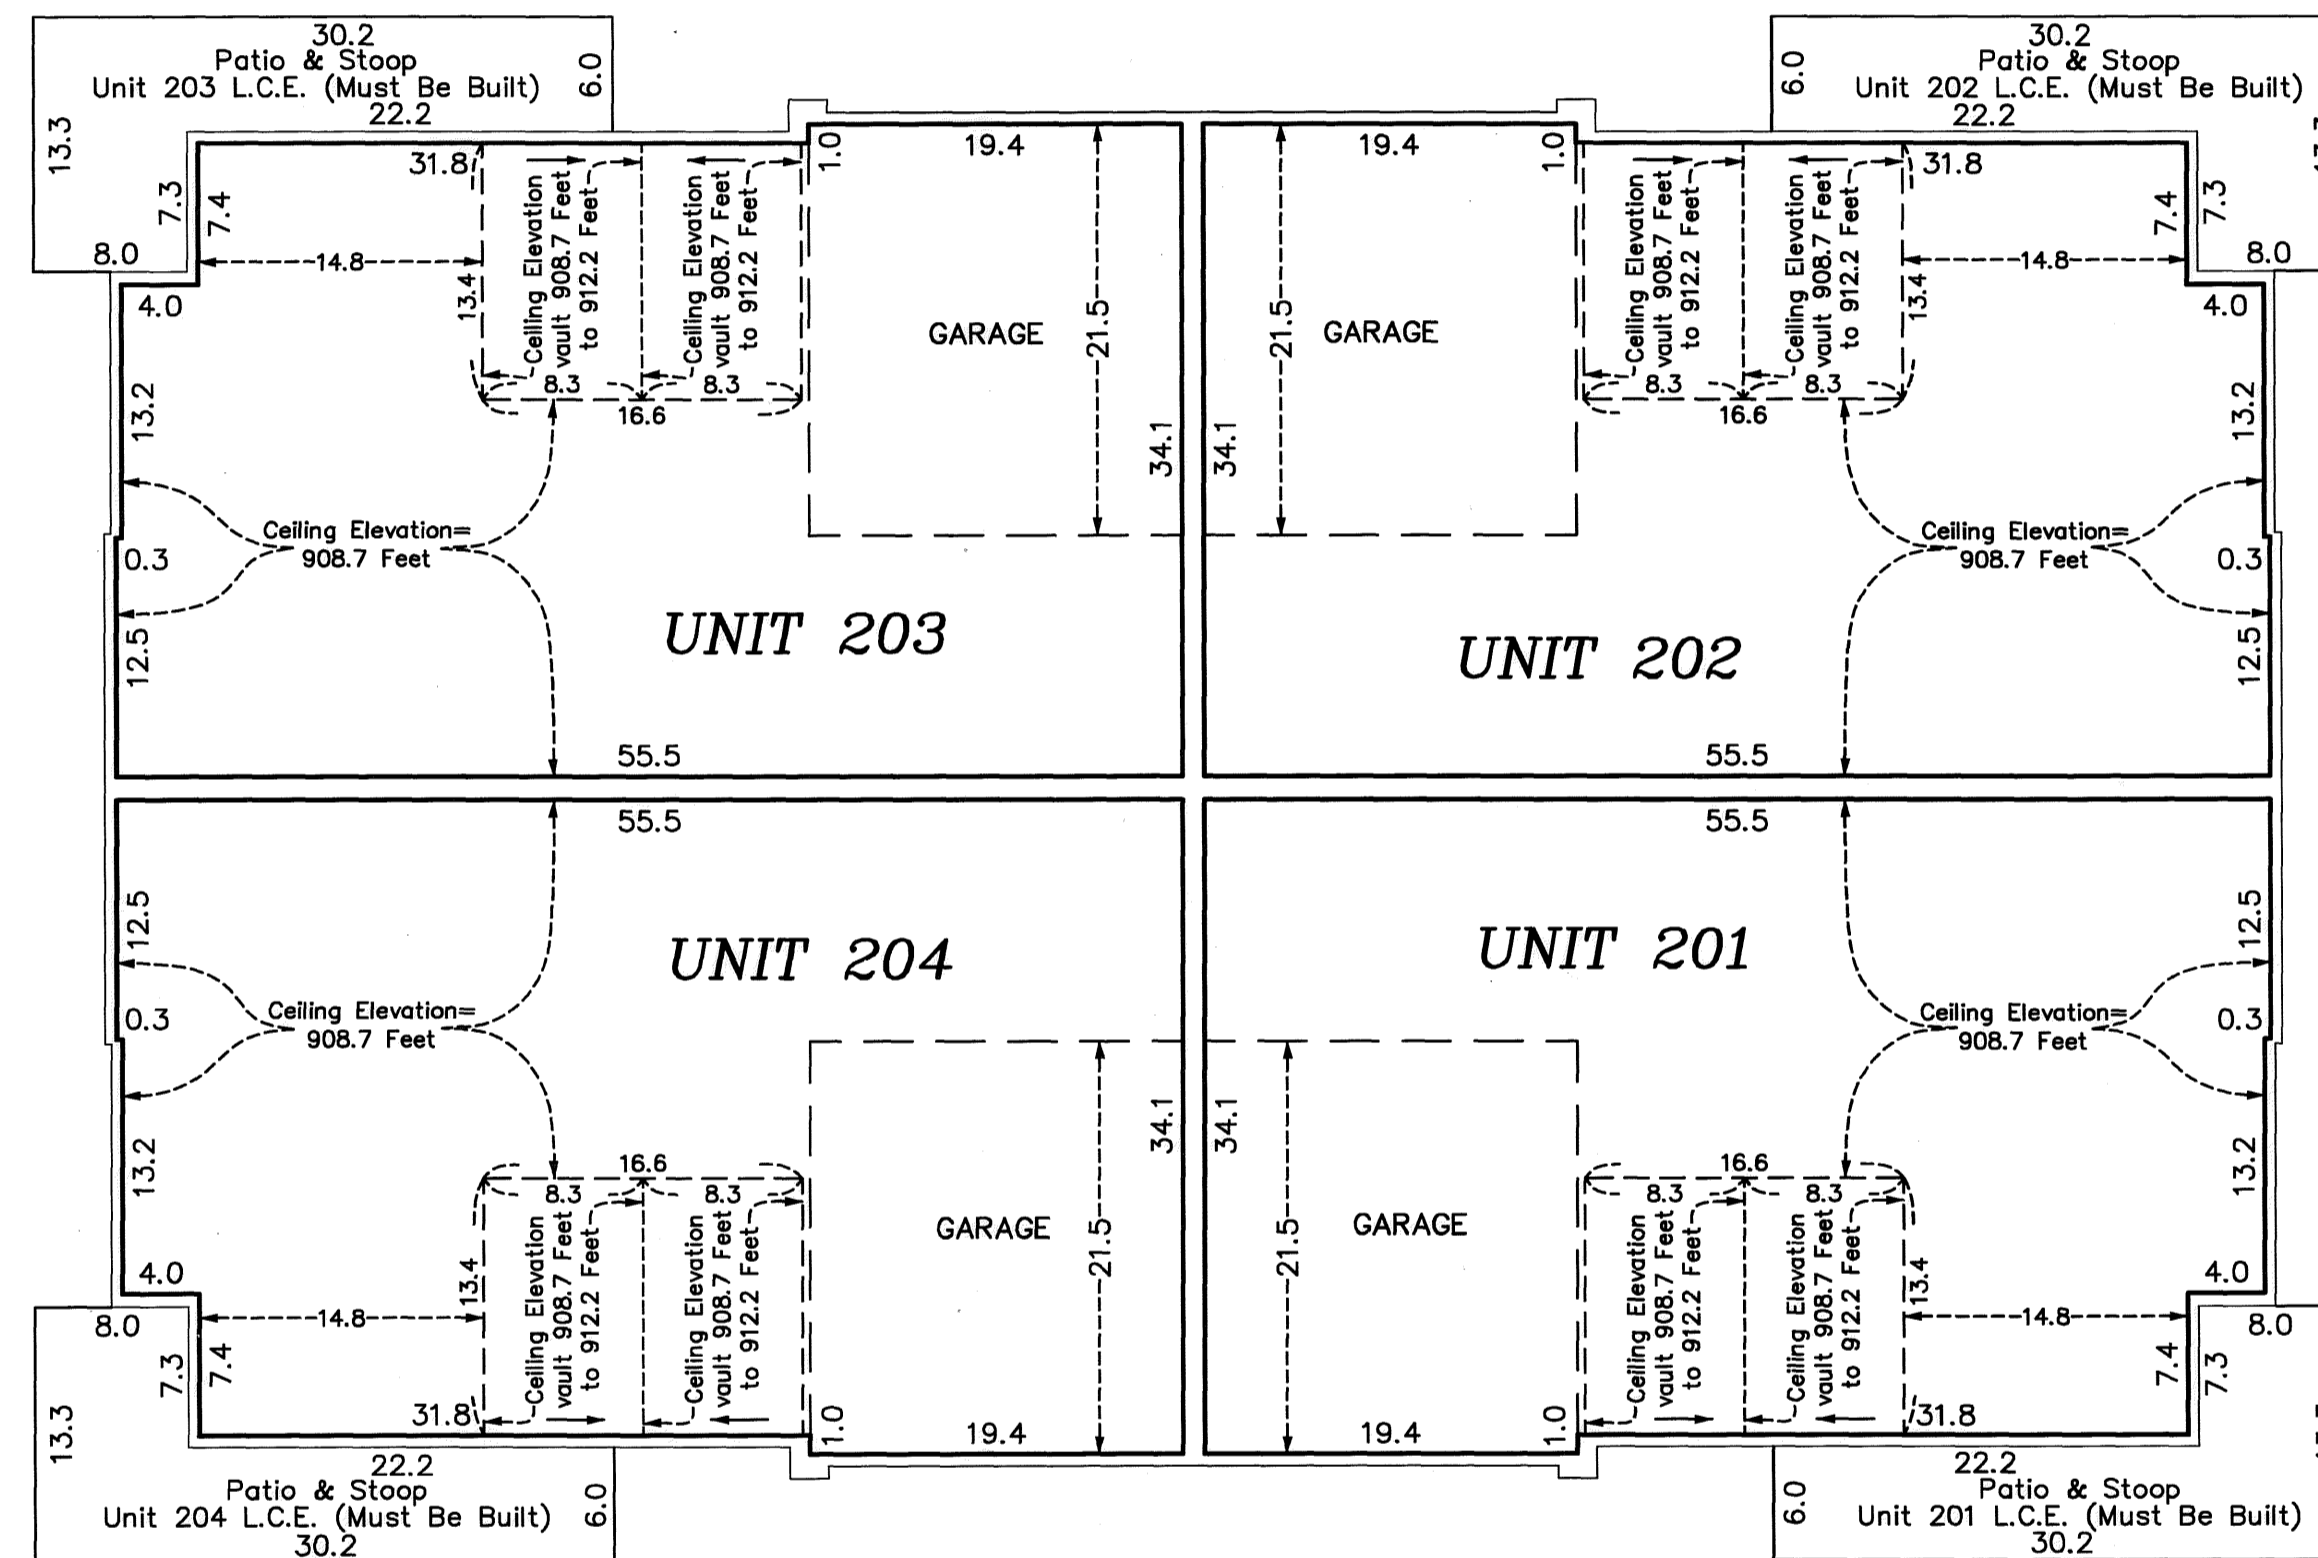 30.2
Patio & Stoop
Unit 203 L.C.E. (Must Be Built)
22.2
6.0
13.3
7.3
8.0
7.4
4.0
31.8
14.8
13.4
Ceiling Elevation
vault 908.7 Feet
to 912.2 Feet
Ceiling Elevation
vault 908.7 Feet
to 912.2 Feet
8.3
8.3
16.6
1.0
19.4
21.5
GARAGE
34.1
13.2
Ceiling Elevation=
908.7 Feet
0.3
12.5
UNIT 203
55.5
30.2
Patio & Stoop
Unit 202 L.C.E. (Must Be Built)
22.2
6.0
19.4
1.0
21.5
GARAGE
34.1
Ceiling Elevation
vault 908.7 Feet
to 912.2 Feet
Ceiling Elevation
vault 908.7 Feet
to 912.2 Feet
8.3
8.3
16.6
31.8
13.4
14.8
7.4
7.3
8.0
4.0
13.2
Ceiling Elevation=
908.7 Feet
0.3
12.5
UNIT 202
55.5
55.5
12.5
UNIT 204
Ceiling Elevation=
908.7 Feet
0.3
13.2
4.0
8.0
7.3
7.4
13.3
14.8
13.4
31.8
16.6
8.3
8.3
Ceiling Elevation
vault 908.7 Feet
to 912.2 Feet
Ceiling Elevation
vault 908.7 Feet
to 912.2 Feet
34.1
GARAGE
21.5
1.0
19.4
22.2
Patio & Stoop
Unit 204 L.C.E. (Must Be Built)
30.2
6.0
55.5
12.5
UNIT 201
Ceiling Elevation=
908.7 Feet
0.3
34.1
GARAGE
21.5
19.4
1.0
16.6
8.3
8.3
Ceiling Elevation
vault 908.7 Feet
to 912.2 Feet
Ceiling Elevation
vault 908.7 Feet
to 912.2 Feet
13.4
14.8
31.8
13.2
4.0
8.0
7.4
7.3
22.2
Patio & Stoop
Unit 201 L.C.E. (Must Be Built)
30.2
6.0